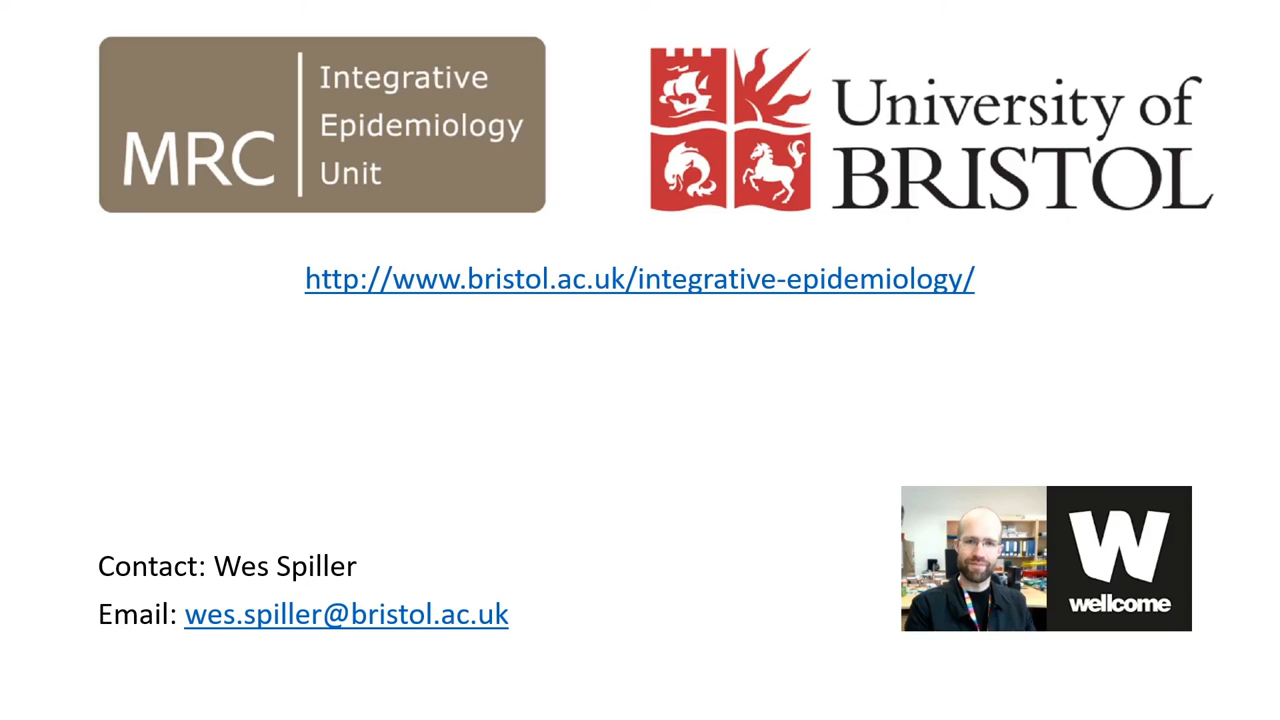 MRC
Integrative
Epidemiology
Unit
University of
BRISTOL
http://www.bristol.ac.uk/integrative-epidemiology/
Contact: Wes Spiller
Email: wes.spiller@bristol.ac.uk
W
wellcome